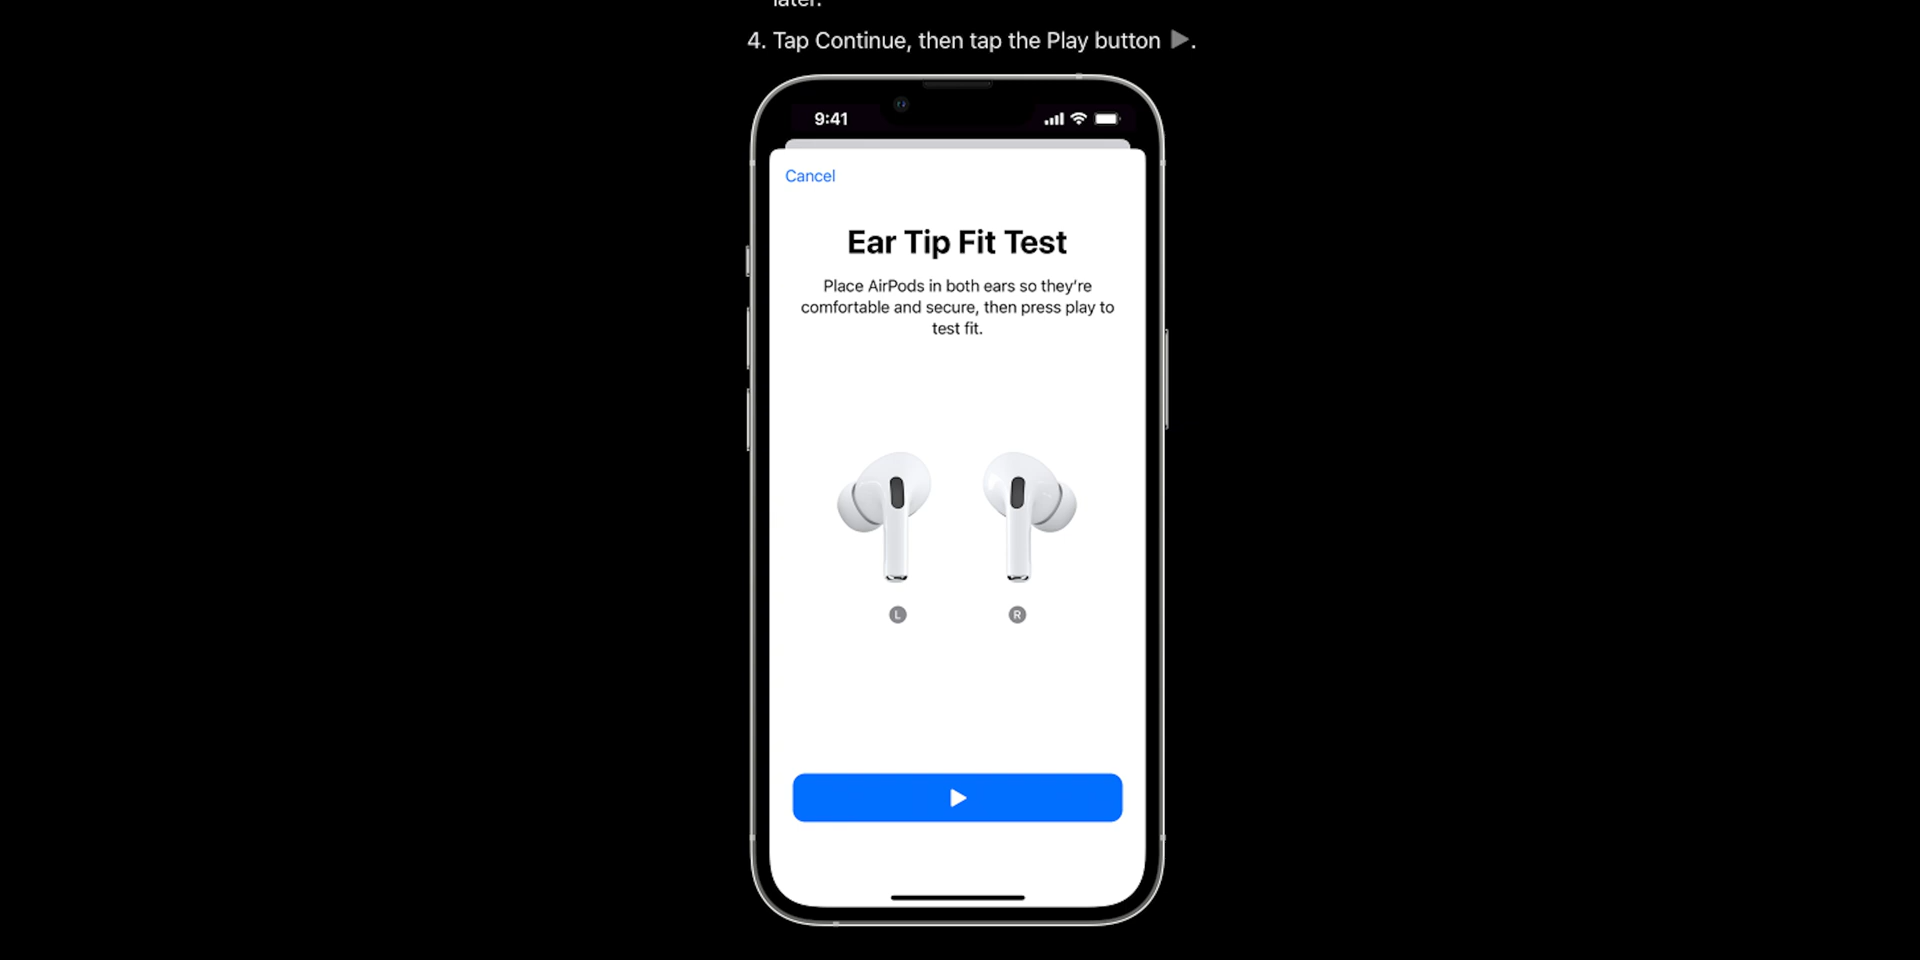 later.
4. Tap Continue, then tap the Play button ▶.
9:41
Cancel
Ear Tip Fit Test
Place AirPods in both ears so they're
comfortable and secure, then press play to
test fit.
L
R